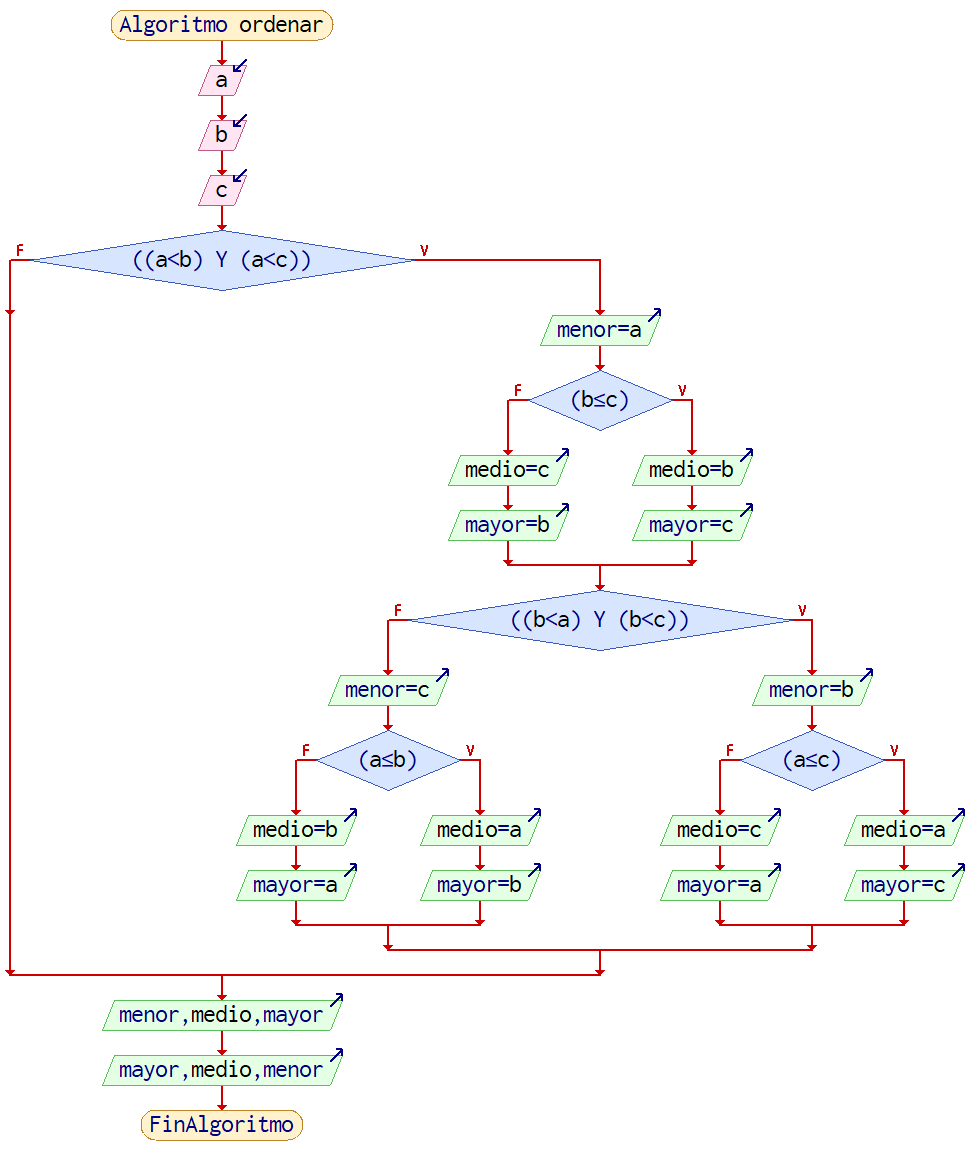 Algoritmo ordenar
a
b
c
F
((a<b) Y (a<c))
V
menor=a
F
(b≤c)
V
medio=c
medio=b
mayor=b
mayor=c
F
((b<a) Y (b<c))
V
menor=c
menor=b
F
(a≤b)
V
F
(a≤c)
V
medio=b
medio=a
medio=c
medio=a
mayor=a
mayor=b
mayor=a
mayor=c
menor,medio,mayor
mayor,medio,menor
FinAlgoritmo